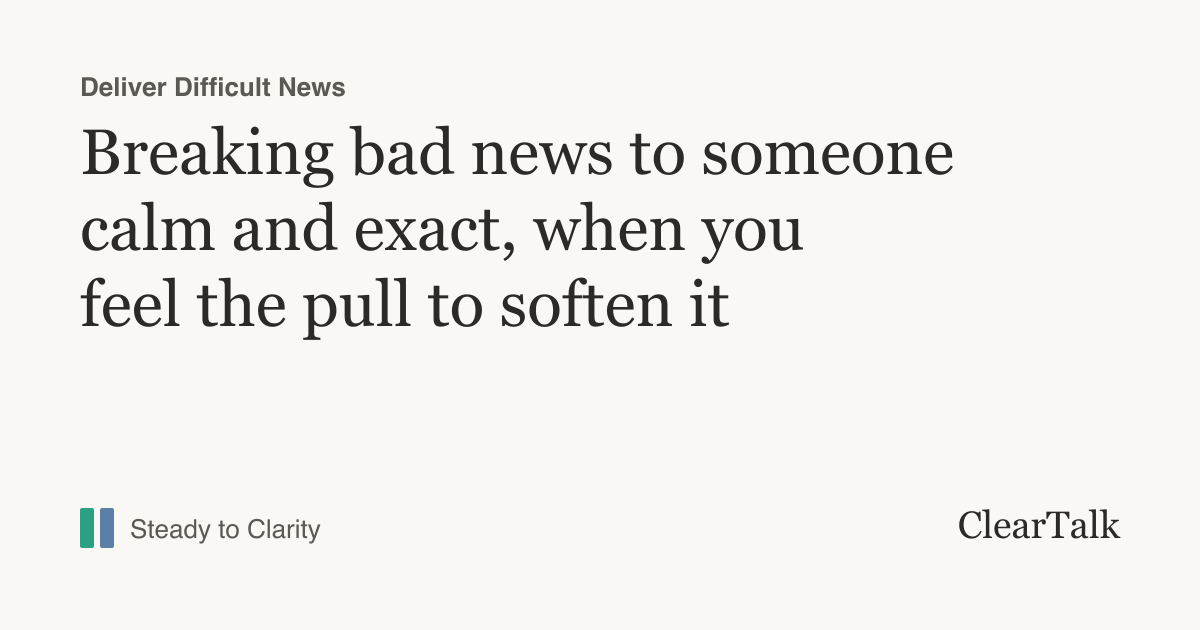 Deliver Difficult News
Breaking bad news to someone
calm and exact, when you
feel the pull to soften it
Steady to Clarity
ClearTalk